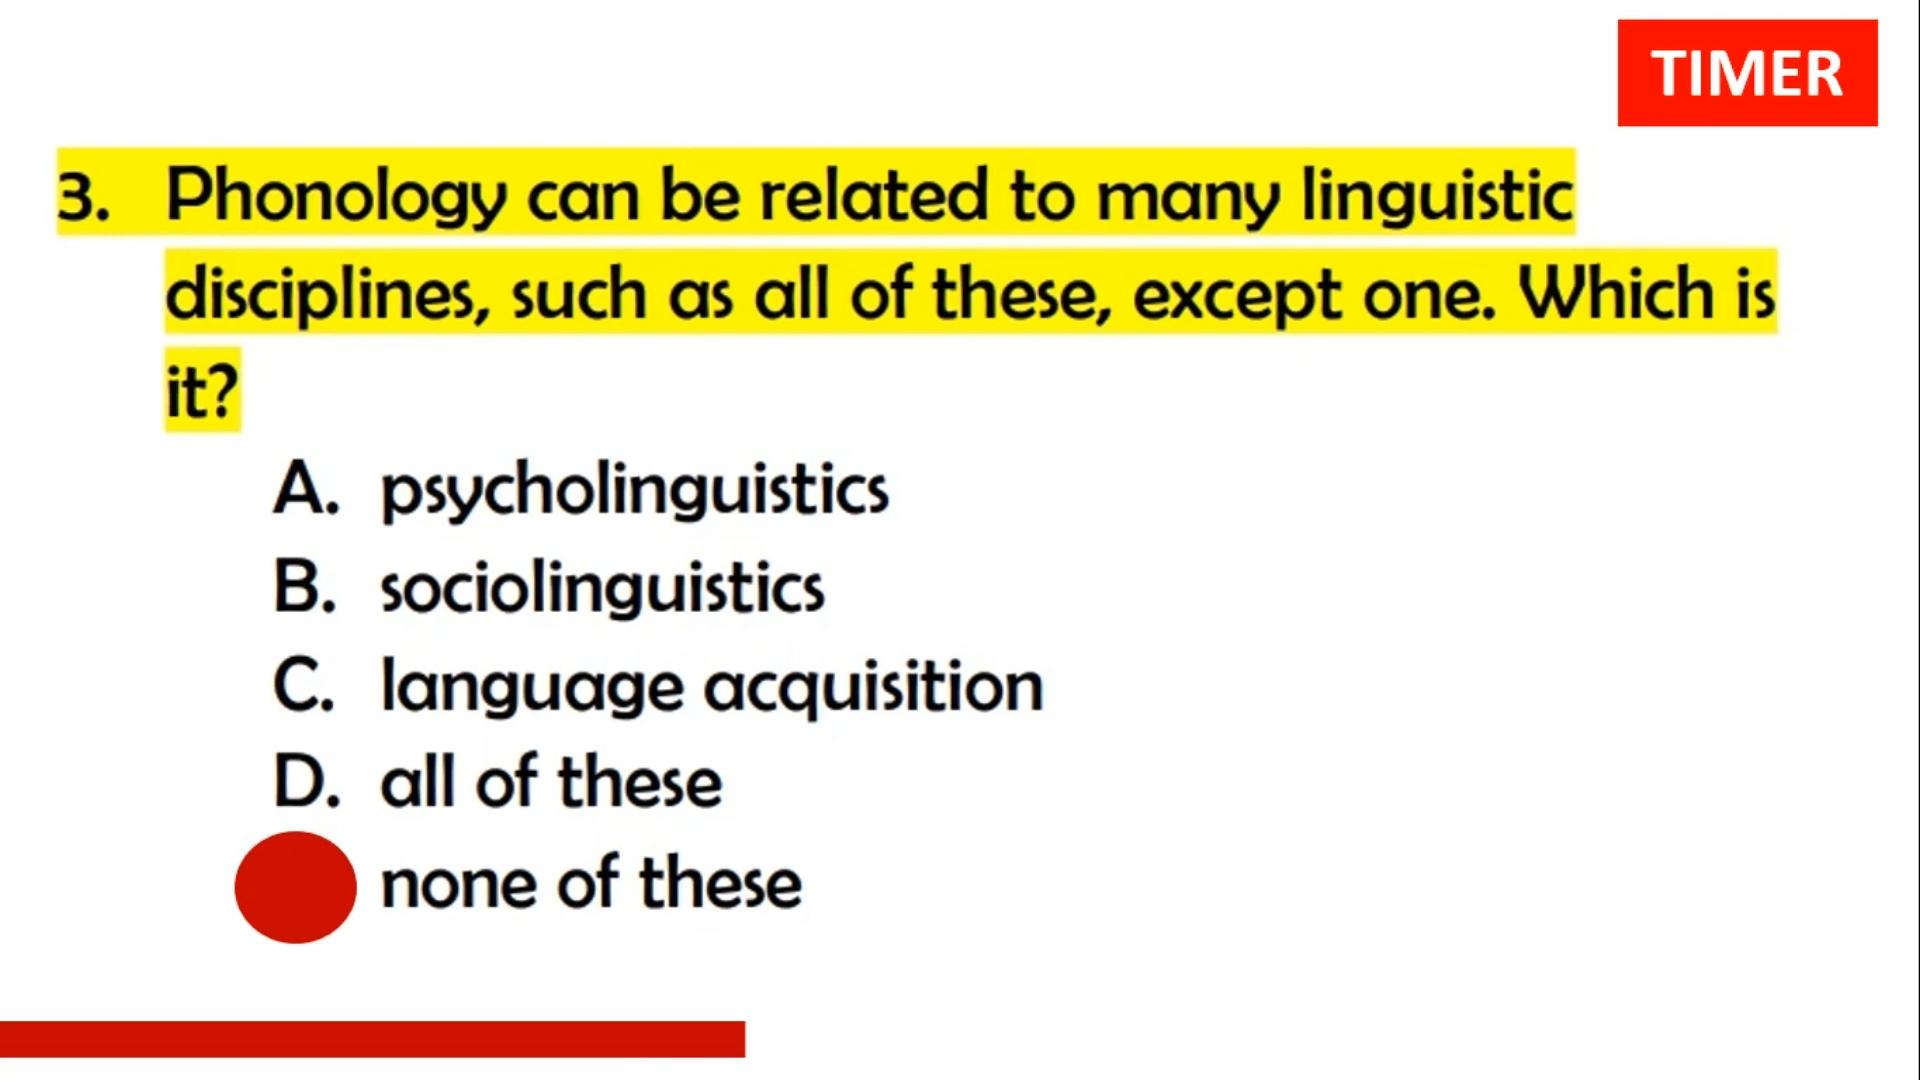 TIMER
3. Phonology can be related to many linguistic
disciplines, such as all of these, except one. Which is
it?
A. psycholinguistics
B. sociolinguistics
C. language acquisition
D. all of these
none of these